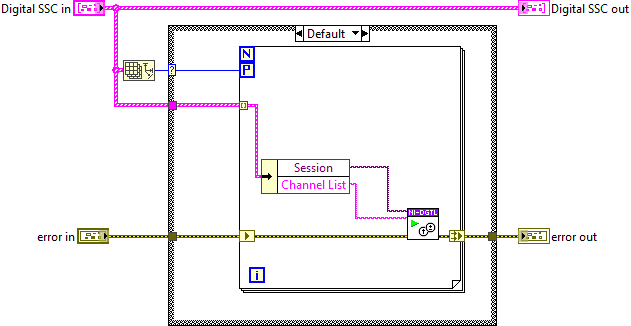 Digital SSC in
Digital SSC out
Default
N
P
?
Session
Channel List
NI-DGTL
error in
error out
i